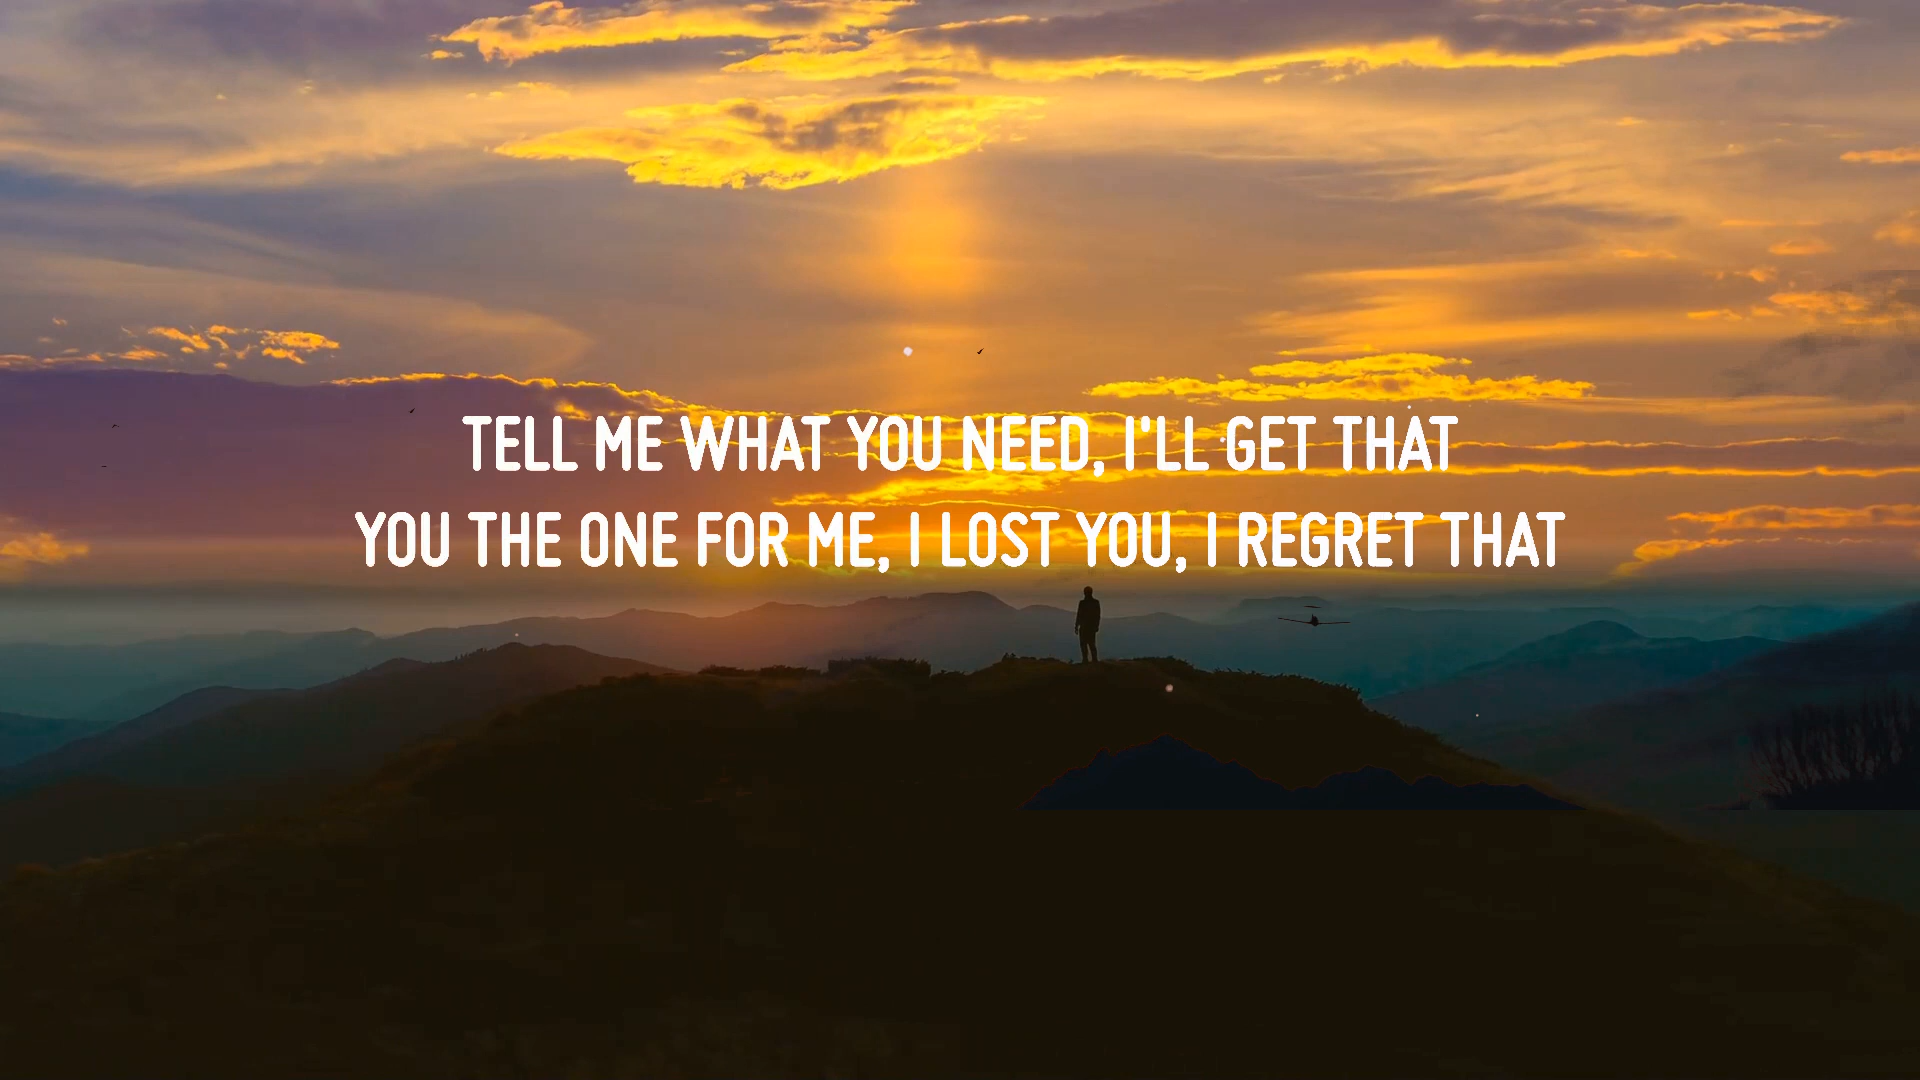 TELL ME WHAT YOU NEED, I'LL GET THAT
YOU THE ONE FOR ME, I LOST YOU, I REGRET THAT